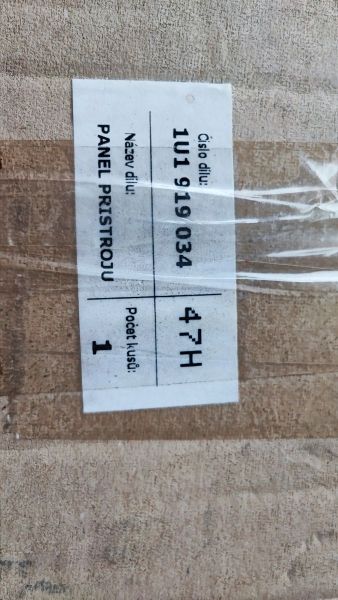 Číslo dílu:
1U1 919 034 47H
Název dílu: Počet kusů:
PANEL PRISTROJU 1